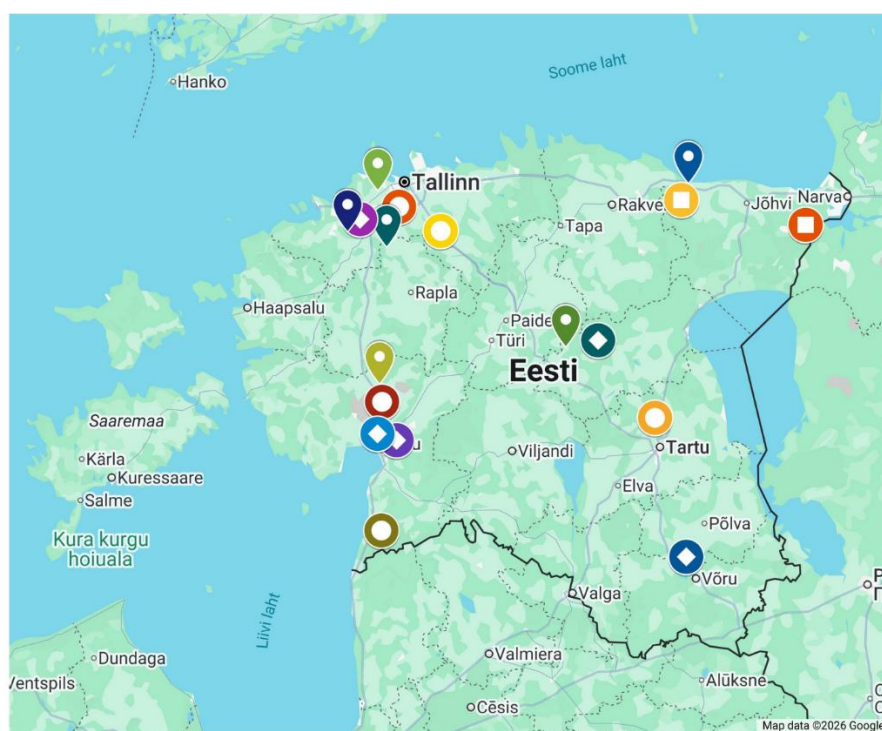 Soome laht
Hanko
Tallinn
Narva
Rakve
Jõhvi
Tapa
Haapsalu
Rapla
Paide
Türi
Eesti
Saaremaa
Kärla
Kuressaare
Salme
Viljandi
Tartu
Elva
Põlva
Kura kurgu
hoiuala
Võru
Valga
Liivi laht
Valmiera
Dundaga
Ventspils
Alūksne
Cēsis
Map data ©2026 Google